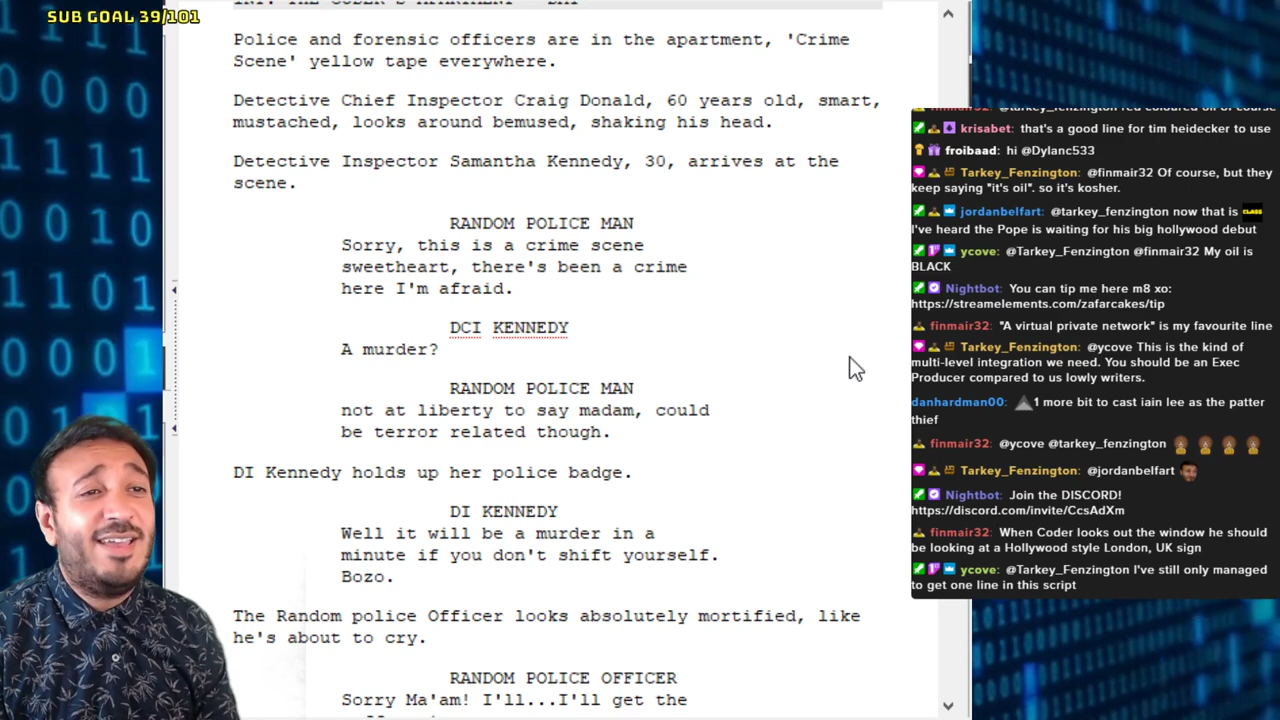 SUB GOAL 39/101
Police and forensic officers are in the apartment, 'Crime
Scene' yellow tape everywhere.
Detective Chief Inspector Craig Donald, 60 years old, smart,
mustached, looks around bemused, shaking his head.
Detective Inspector Samantha Kennedy, 30, arrives at the
scene.
RANDOM POLICE MAN
Sorry, this is a crime scene
sweetheart, there's been a crime
here I'm afraid.
DCI KENNEDY
A murder?
RANDOM POLICE MAN
not at liberty to say madam, could
be terror related though.
DI Kennedy holds up her police badge.
DI KENNEDY
Well it will be a murder in a
minute if you don't shift yourself.
Bozo.
The Random police Officer looks absolutely mortified, like
he's about to cry.
RANDOM POLICE OFFICER
Sorry Ma'am! I'll...I'll get the
krisabet: that's a good line for tim heidecker to use
froibaad: hi @Dylanc533
Tarkey_Fenzington: @finmair32 Of course, but they
keep saying "it's oil". so it's kosher.
jordanbelfart: @tarkey_fenzington now that is CLASS
I've heard the Pope is waiting for his big hollywood debut
ycove: @Tarkey_Fenzington @finmair32 My oil is
BLACK
Nightbot: You can tip me here m8 xo:
https://streamelements.com/zafarcakes/tip
finmair32: "A virtual private network" is my favourite line
Tarkey_Fenzington: @ycove This is the kind of
multi-level integration we need. You should be an Exec
Producer compared to us lowly writers.
danhardman00: 1 more bit to cast iain lee as the patter
thief
finmair32: @ycove @tarkey_fenzington
Tarkey_Fenzington: @jordanbelfart
Nightbot: Join the DISCORD!
https://discord.com/invite/CcsAdXm
finmair32: When Coder looks out the window he should
be looking at a Hollywood style London, UK sign
ycove: @Tarkey_Fenzington I've still only managed
to get one line in this script